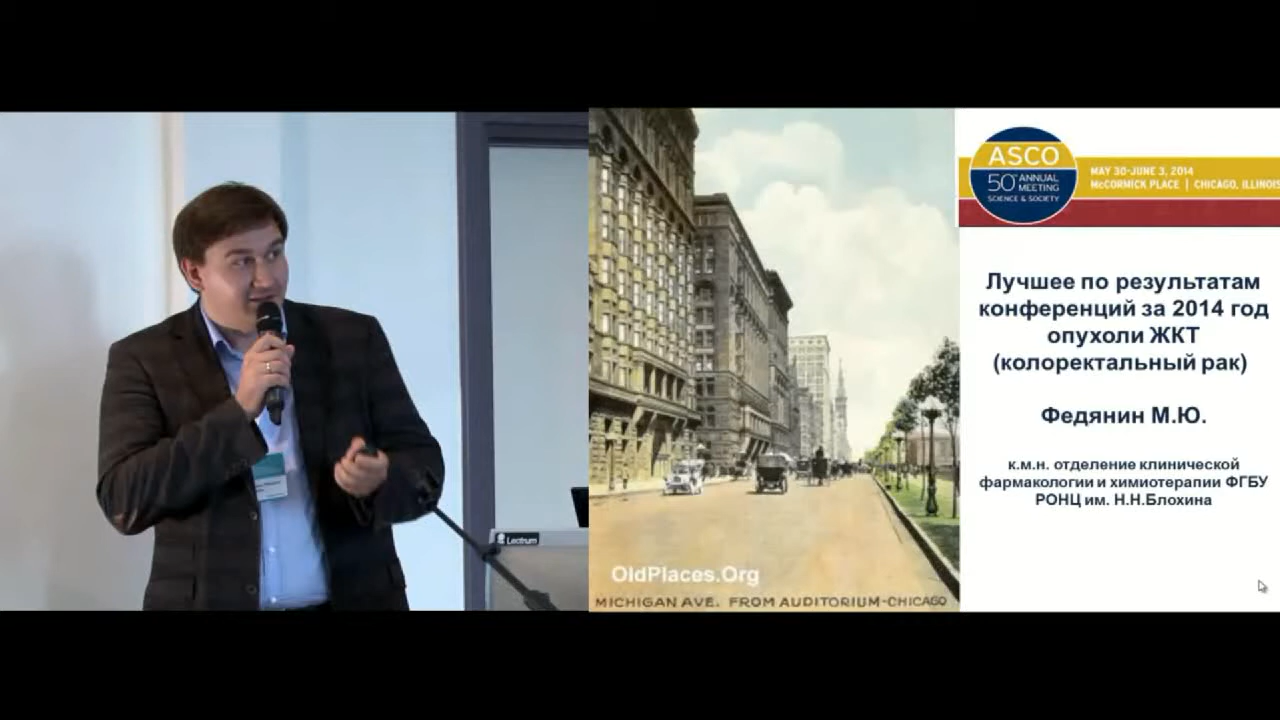 ASCO
50TH ANNUAL
MEETING
SCIENCE & SOCIETY
MAY 30-JUNE 3, 2014
McCORMICK PLACE | CHICAGO, ILLINOIS
Лучшее по результатам
конференций за 2014 год
опухоли ЖКТ
(колоректальный рак)
Федянин М.Ю.
к.м.н. отделение клинической
фармакологии и химиотерапии ФГБУ
РОНЦ им. Н.Н.Блохина
OldPlaces.Org
MICHIGAN AVE. FROM AUDITORIUM-CHICAGO
Lectrum